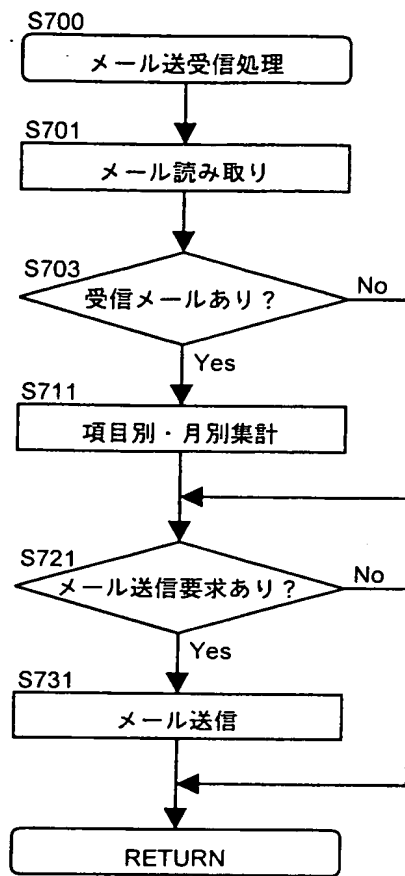 S700
メール送受信処理
S701
メール読み取り
S703
受信メールあり？
No
Yes
S711
項目別・月別集計
S721
メール送信要求あり？
No
Yes
S731
メール送信
RETURN